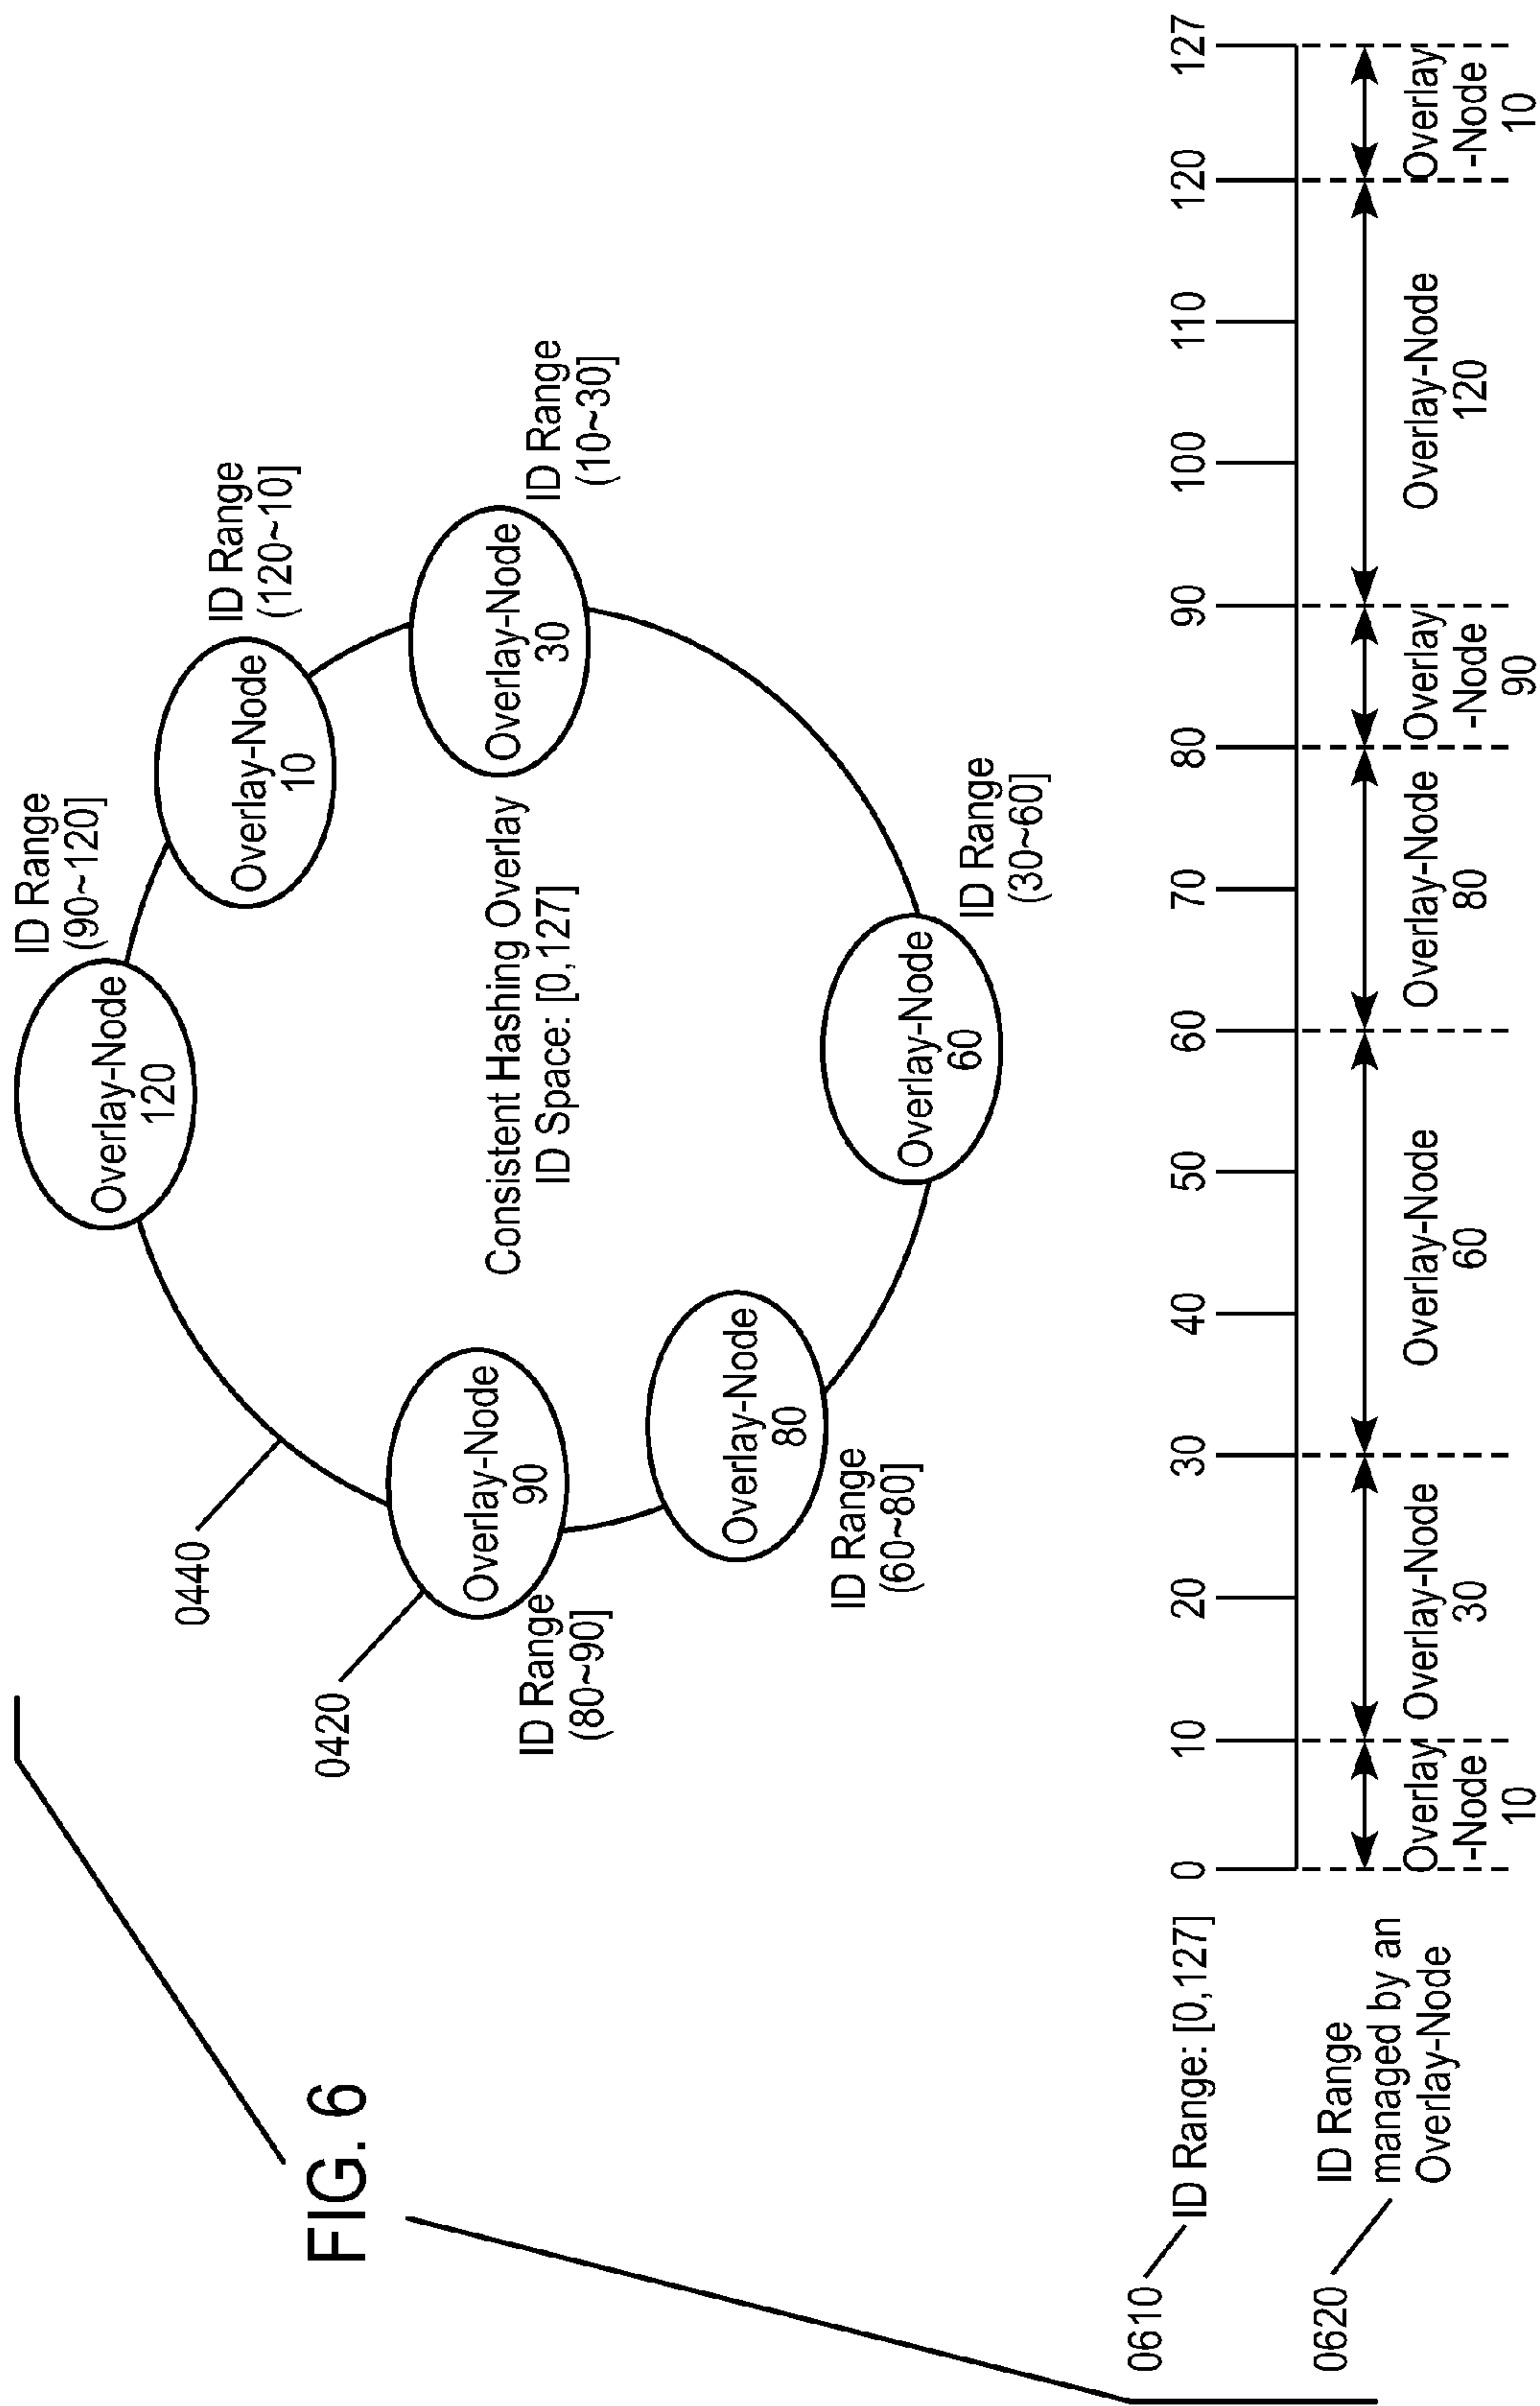 FIG. 6
ID Range
(90~120]
Overlay-Node
120
ID Range
(120~10]
Overlay-Node
10
0440
ID Range
(10~30]
Overlay-Node
30
0420
Overlay-Node
90
ID Range
(80~90]
Consistent Hashing Overlay
ID Space: [0,127]
Overlay-Node
80
ID Range
(60~80]
Overlay-Node
60
ID Range
(30~60]
0610
ID Range: [0,127]
0 10 20 30 40 50 60 70 80 90 100 110 120 127
0620
ID Range
managed by an
Overlay-Node
Overlay
-Node
10
Overlay-Node
30
Overlay-Node
60
Overlay-Node
80
Overlay
-Node
90
Overlay-Node
120
Overlay
-Node
10